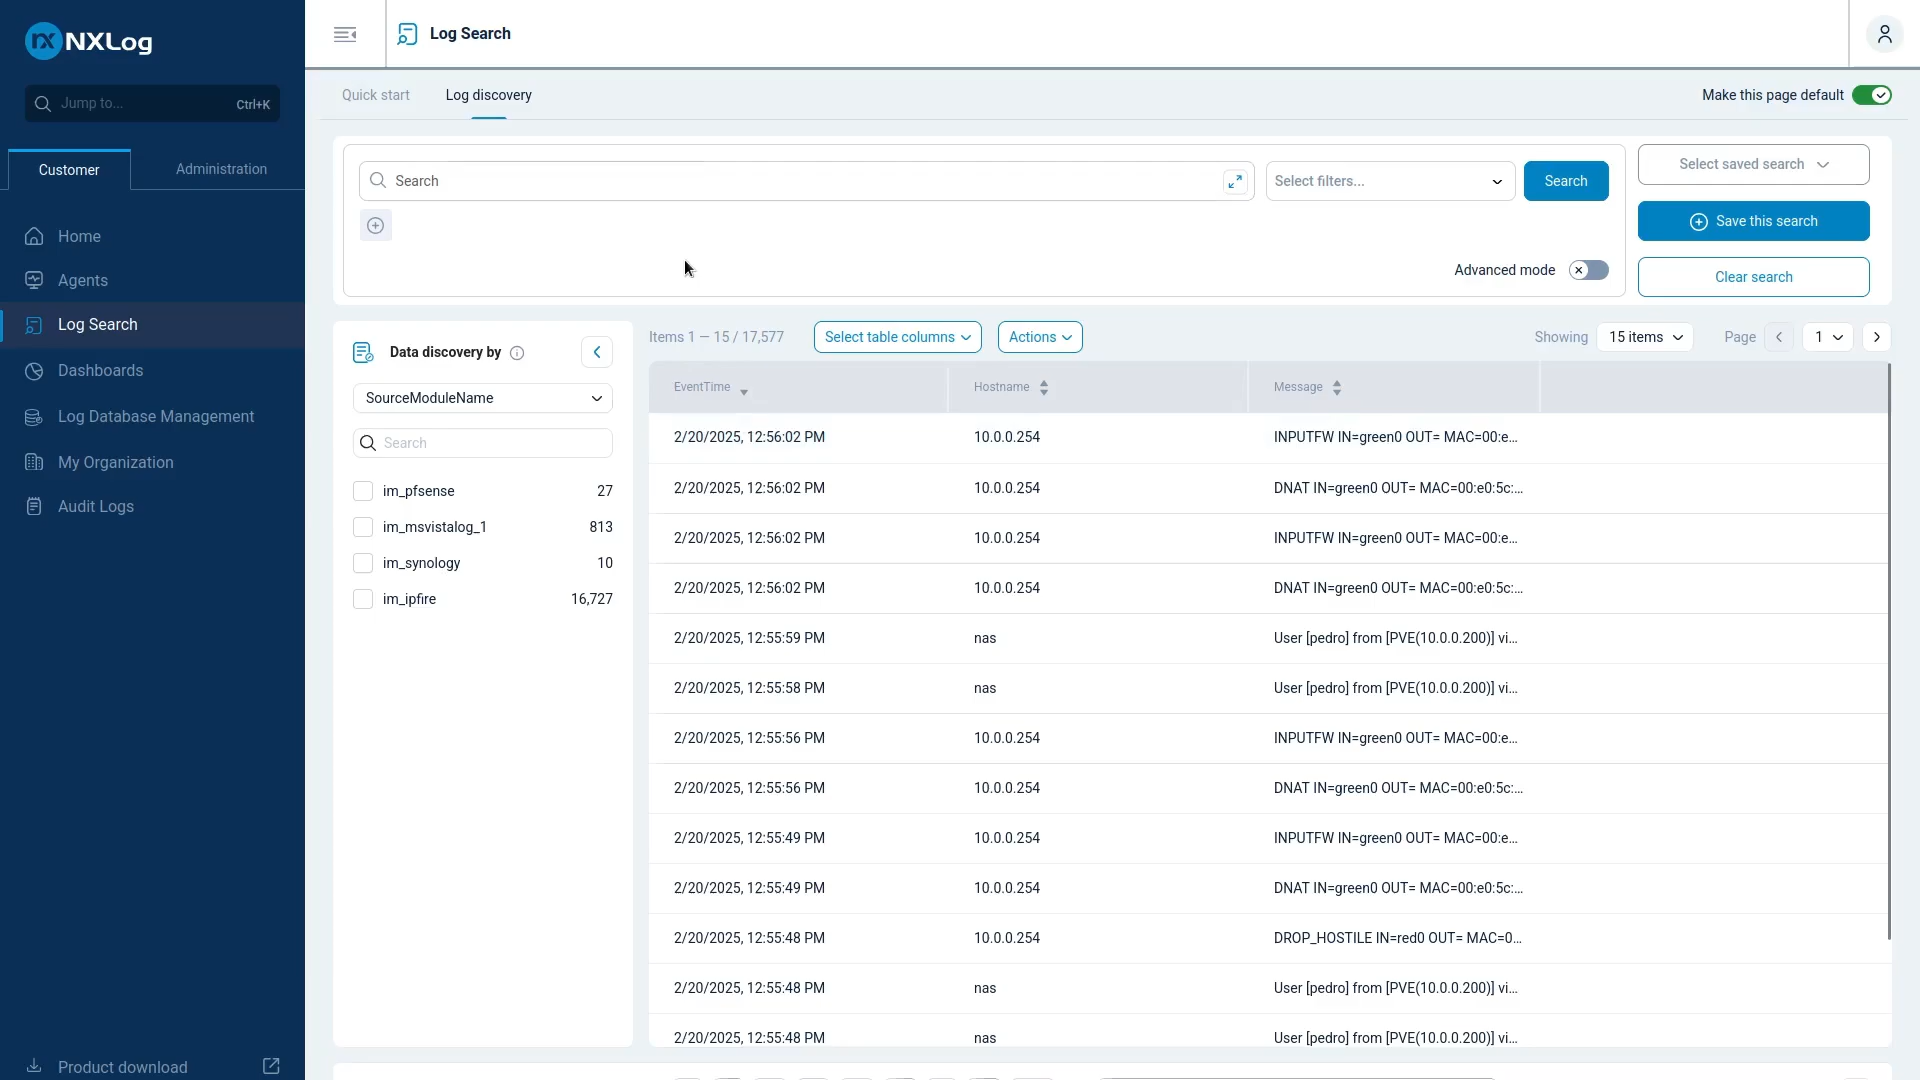 NXLog
Jump to... Ctrl+K
Customer Administration
Home
Agents
Log Search
Dashboards
Log Database Management
My Organization
Audit Logs
Product download
Log Search
Quick start Log discovery Make this page default
Search Select filters... Search
Advanced mode
Select saved search
Save this search
Clear search
Data discovery by
SourceModuleName
Search
im_pfsense 27
im_msvistalog_1 813
im_synology 10
im_ipfire 16,727
Items 1 — 15 / 17,577 Select table columns Actions Showing 15 items Page 1
EventTime Hostname Message
2/20/2025, 12:56:02 PM 10.0.0.254 INPUTFW IN=green0 OUT= MAC=00:e...
2/20/2025, 12:56:02 PM 10.0.0.254 DNAT IN=green0 OUT= MAC=00:e0:5c:...
2/20/2025, 12:56:02 PM 10.0.0.254 INPUTFW IN=green0 OUT= MAC=00:e...
2/20/2025, 12:56:02 PM 10.0.0.254 DNAT IN=green0 OUT= MAC=00:e0:5c:...
2/20/2025, 12:55:59 PM nas User [pedro] from [PVE(10.0.0.200)] vi...
2/20/2025, 12:55:58 PM nas User [pedro] from [PVE(10.0.0.200)] vi...
2/20/2025, 12:55:56 PM 10.0.0.254 INPUTFW IN=green0 OUT= MAC=00:e...
2/20/2025, 12:55:56 PM 10.0.0.254 DNAT IN=green0 OUT= MAC=00:e0:5c:...
2/20/2025, 12:55:49 PM 10.0.0.254 INPUTFW IN=green0 OUT= MAC=00:e...
2/20/2025, 12:55:49 PM 10.0.0.254 DNAT IN=green0 OUT= MAC=00:e0:5c:...
2/20/2025, 12:55:48 PM 10.0.0.254 DROP_HOSTILE IN=red0 OUT= MAC=0...
2/20/2025, 12:55:48 PM nas User [pedro] from [PVE(10.0.0.200)] vi...
2/20/2025, 12:55:48 PM nas User [pedro] from [PVE(10.0.0.200)] vi...